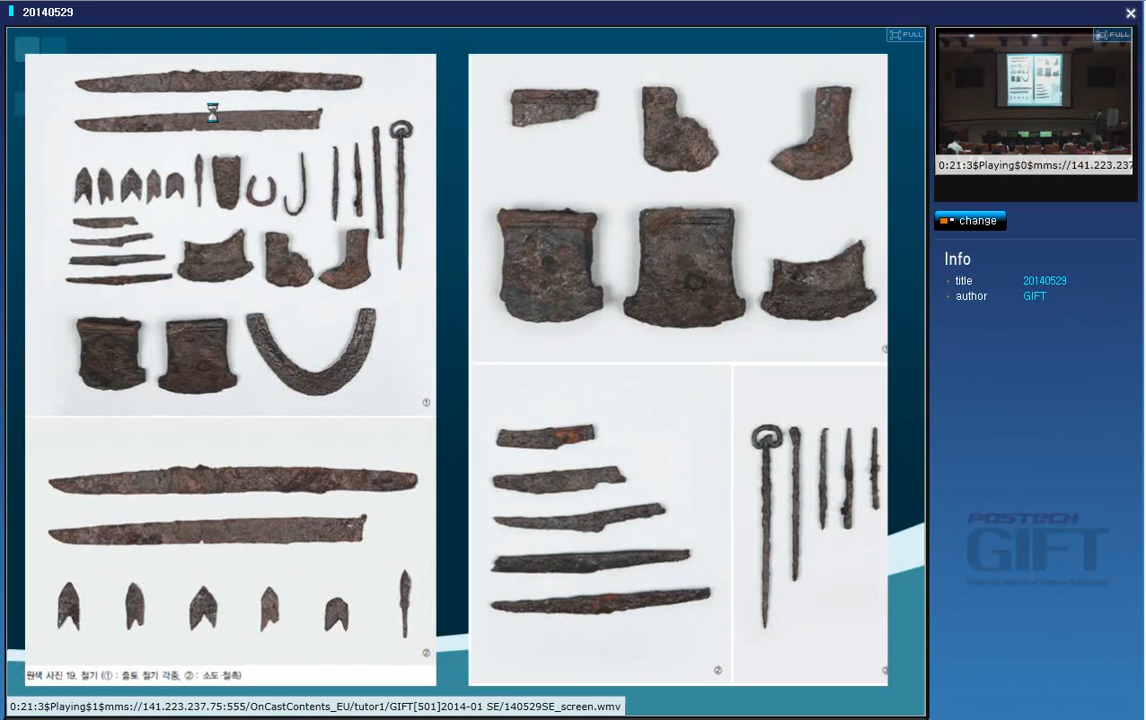 20140529
FULL
FULL
①
②
원색 사진 19. 철기 (① : 출토 철기 각종, ② : 소도·철촉)
①
②
0:21:3$Playing$1$mms://141.223.237.75:555/OnCastContents_EU/tutor1/GIFT[501]2014-01 SE/140529SE_screen.wmv
0:21:3$Playing$0$mms://141.223.237
change
Info
title 20140529
author GIFT
POSTECH
GIFT